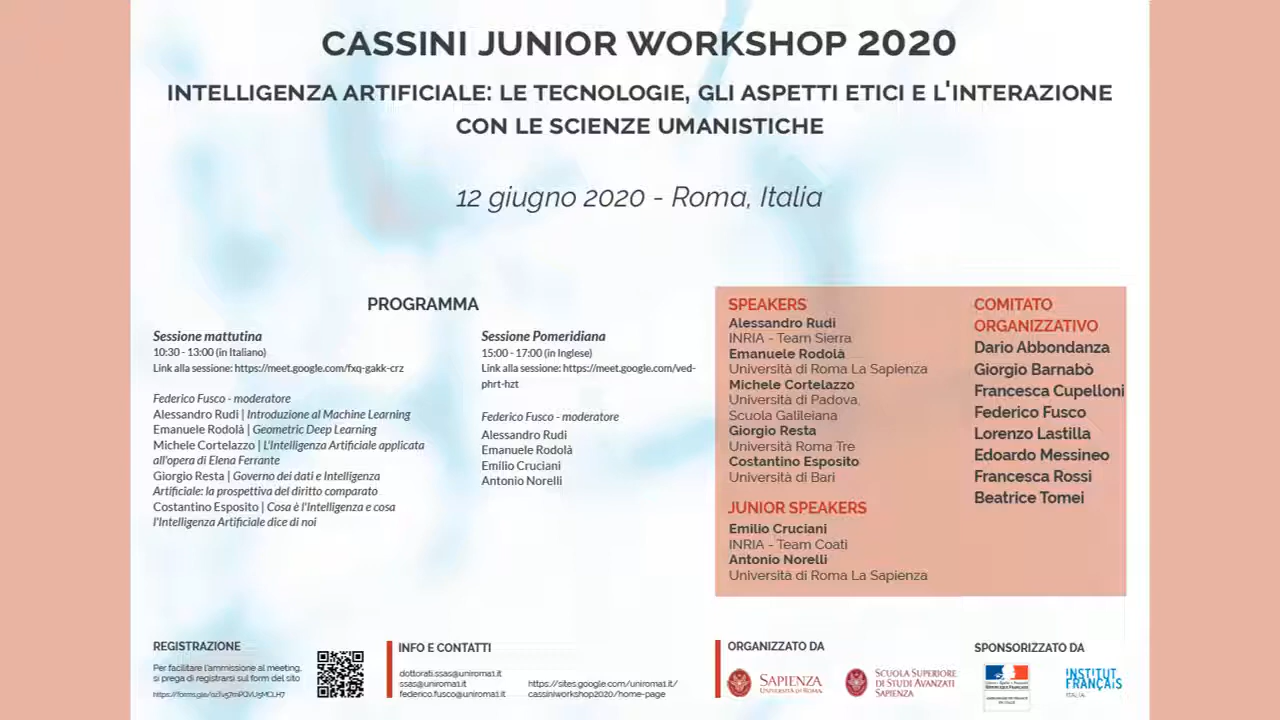 CASSINI JUNIOR WORKSHOP 2020
INTELLIGENZA ARTIFICIALE: LE TECNOLOGIE, GLI ASPETTI ETICI E L'INTERAZIONE
CON LE SCIENZE UMANISTICHE
12 giugno 2020 - Roma, Italia
PROGRAMMA
Sessione mattutina
10:30 - 13:00 (in Italiano)
Link alla sessione: https://meet.google.com/fxq-gakk-crz
Federico Fusco - moderatore
Alessandro Rudi | Introduzione al Machine Learning
Emanuele Rodolà | Geometric Deep Learning
Michele Cortelazzo | L'Intelligenza Artificiale applicata
all'opera di Elena Ferrante
Giorgio Resta | Governo dei dati e Intelligenza
Artificiale: la prospettiva del diritto comparato
Costantino Esposito | Cosa è l'Intelligenza e cosa
l'Intelligenza Artificiale dice di noi
Sessione Pomeridiana
15:00 - 17:00 (in Inglese)
Link alla sessione: https://meet.google.com/ved-
phrt-hzt
Federico Fusco - moderatore
Alessandro Rudi
Emanuele Rodolà
Emilio Cruciani
Antonio Norelli
SPEAKERS
Alessandro Rudi
INRIA - Team Sierra
Emanuele Rodolà
Università di Roma La Sapienza
Michele Cortelazzo
Università di Padova,
Scuola Galileiana
Giorgio Resta
Università Roma Tre
Costantino Esposito
Università di Bari
JUNIOR SPEAKERS
Emilio Cruciani
INRIA - Team Coati
Antonio Norelli
Università di Roma La Sapienza
COMITATO
ORGANIZZATIVO
Dario Abbondanza
Giorgio Barnabò
Francesca Cupelloni
Federico Fusco
Lorenzo Lastilla
Edoardo Messineo
Francesca Rossi
Beatrice Tomei
REGISTRAZIONE
Per facilitare l'ammissione al meeting,
si prega di registrarsi sul form del sito
INFO E CONTATTI
dottorati.ssas@uniroma1.it
ssas@uniroma1.it
federico.fusco@uniroma1.it
https://sites.google.com/uniroma1.it/
cassiniworkshop2020/home-page
ORGANIZZATO DA
SAPIENZA
UNIVERSITÀ DI ROMA
SCUOLA SUPERIORE
DI STUDI AVANZATI
SAPIENZA
SPONSORIZZATO DA
INSTITUT
FRANÇAIS
ITALIA